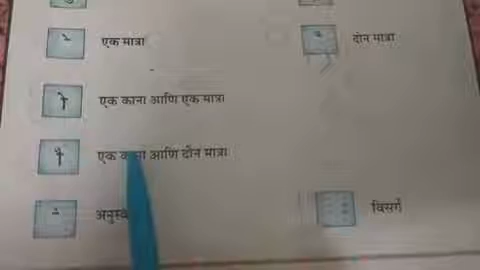 एक मात्रा
दोन मात्रा
एक काना आणि एक मात्रा
एक काना आणि दोन मात्रा
विसर्ग